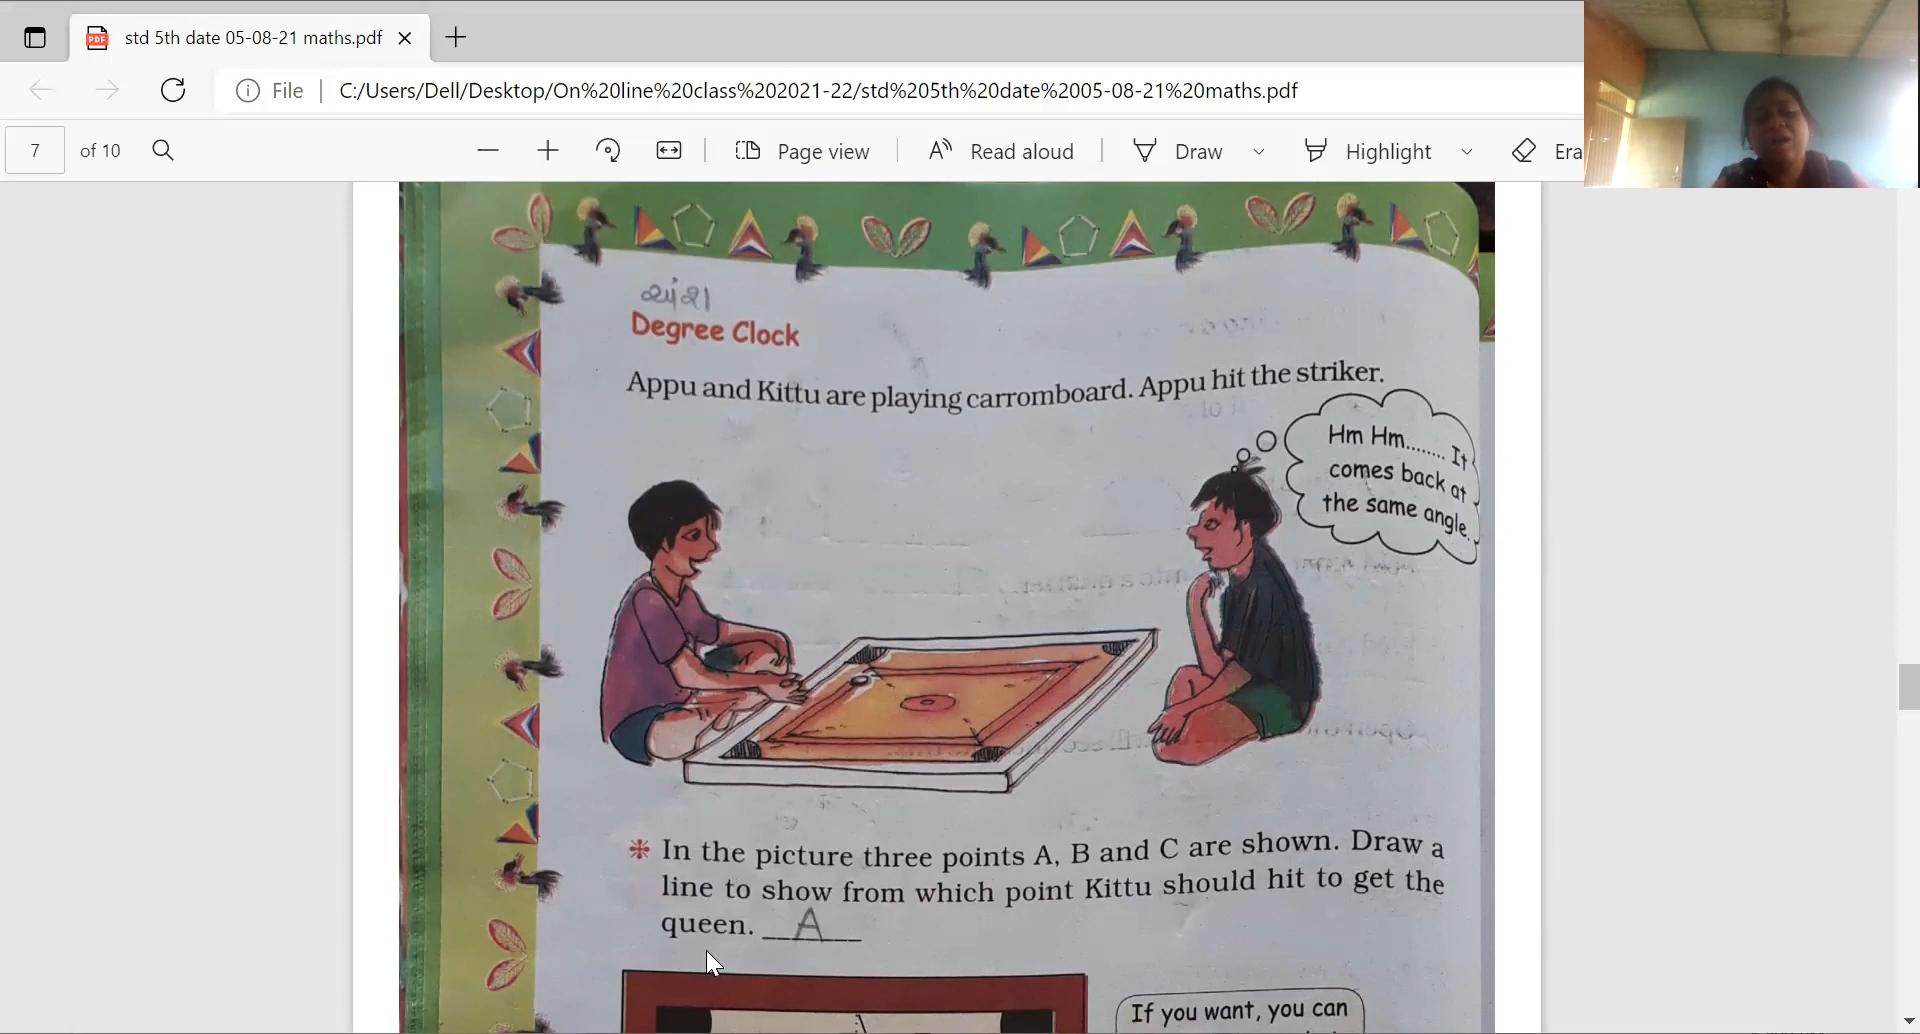 std 5th date 05-08-21 maths.pdf
File
C:/Users/Dell/Desktop/On%20line%20class%202021-22/std%205th%20date%2005-08-21%20maths.pdf
7 of 10
Page view
Read aloud
Draw
Highlight
Era
અંશ
Degree Clock
Appu and Kittu are playing carromboard. Appu hit the striker.
Hm Hm....... It
comes back at
the same angle.
In the picture three points A, B and C are shown. Draw a
line to show from which point Kittu should hit to get the
queen. __A__
If you want, you can